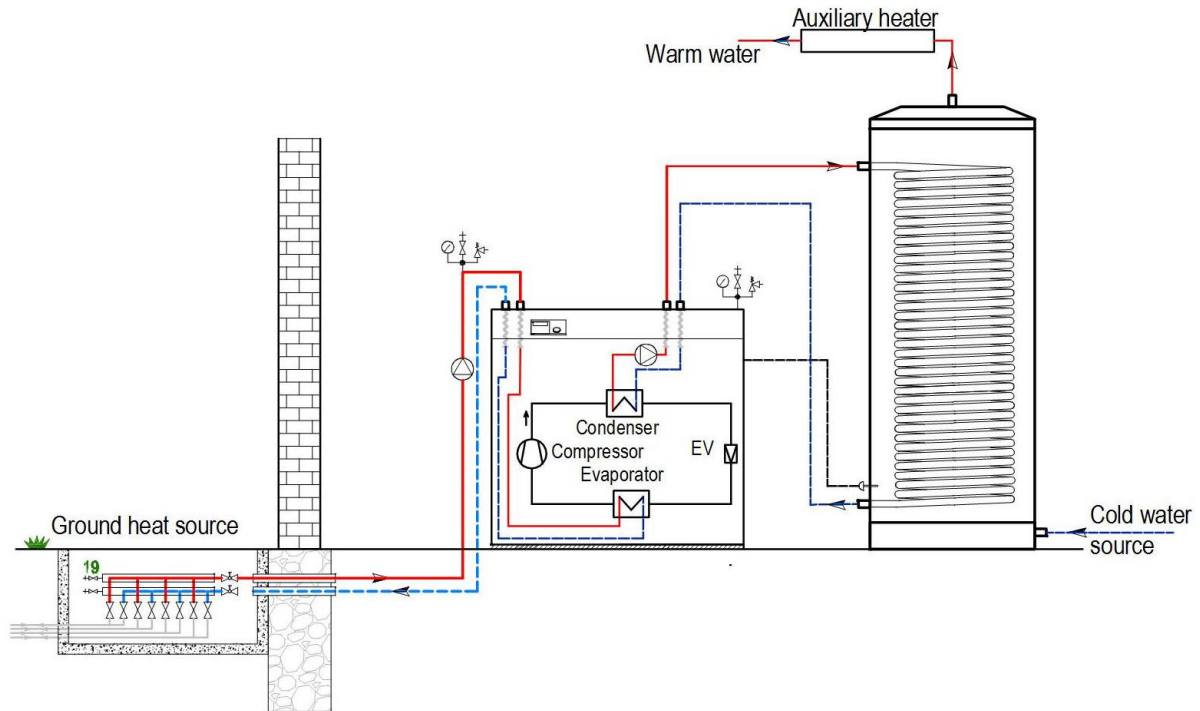 Auxiliary heater
Warm water
Condenser
Compressor
EV
Evaporator
Ground heat source
Cold water
source
19